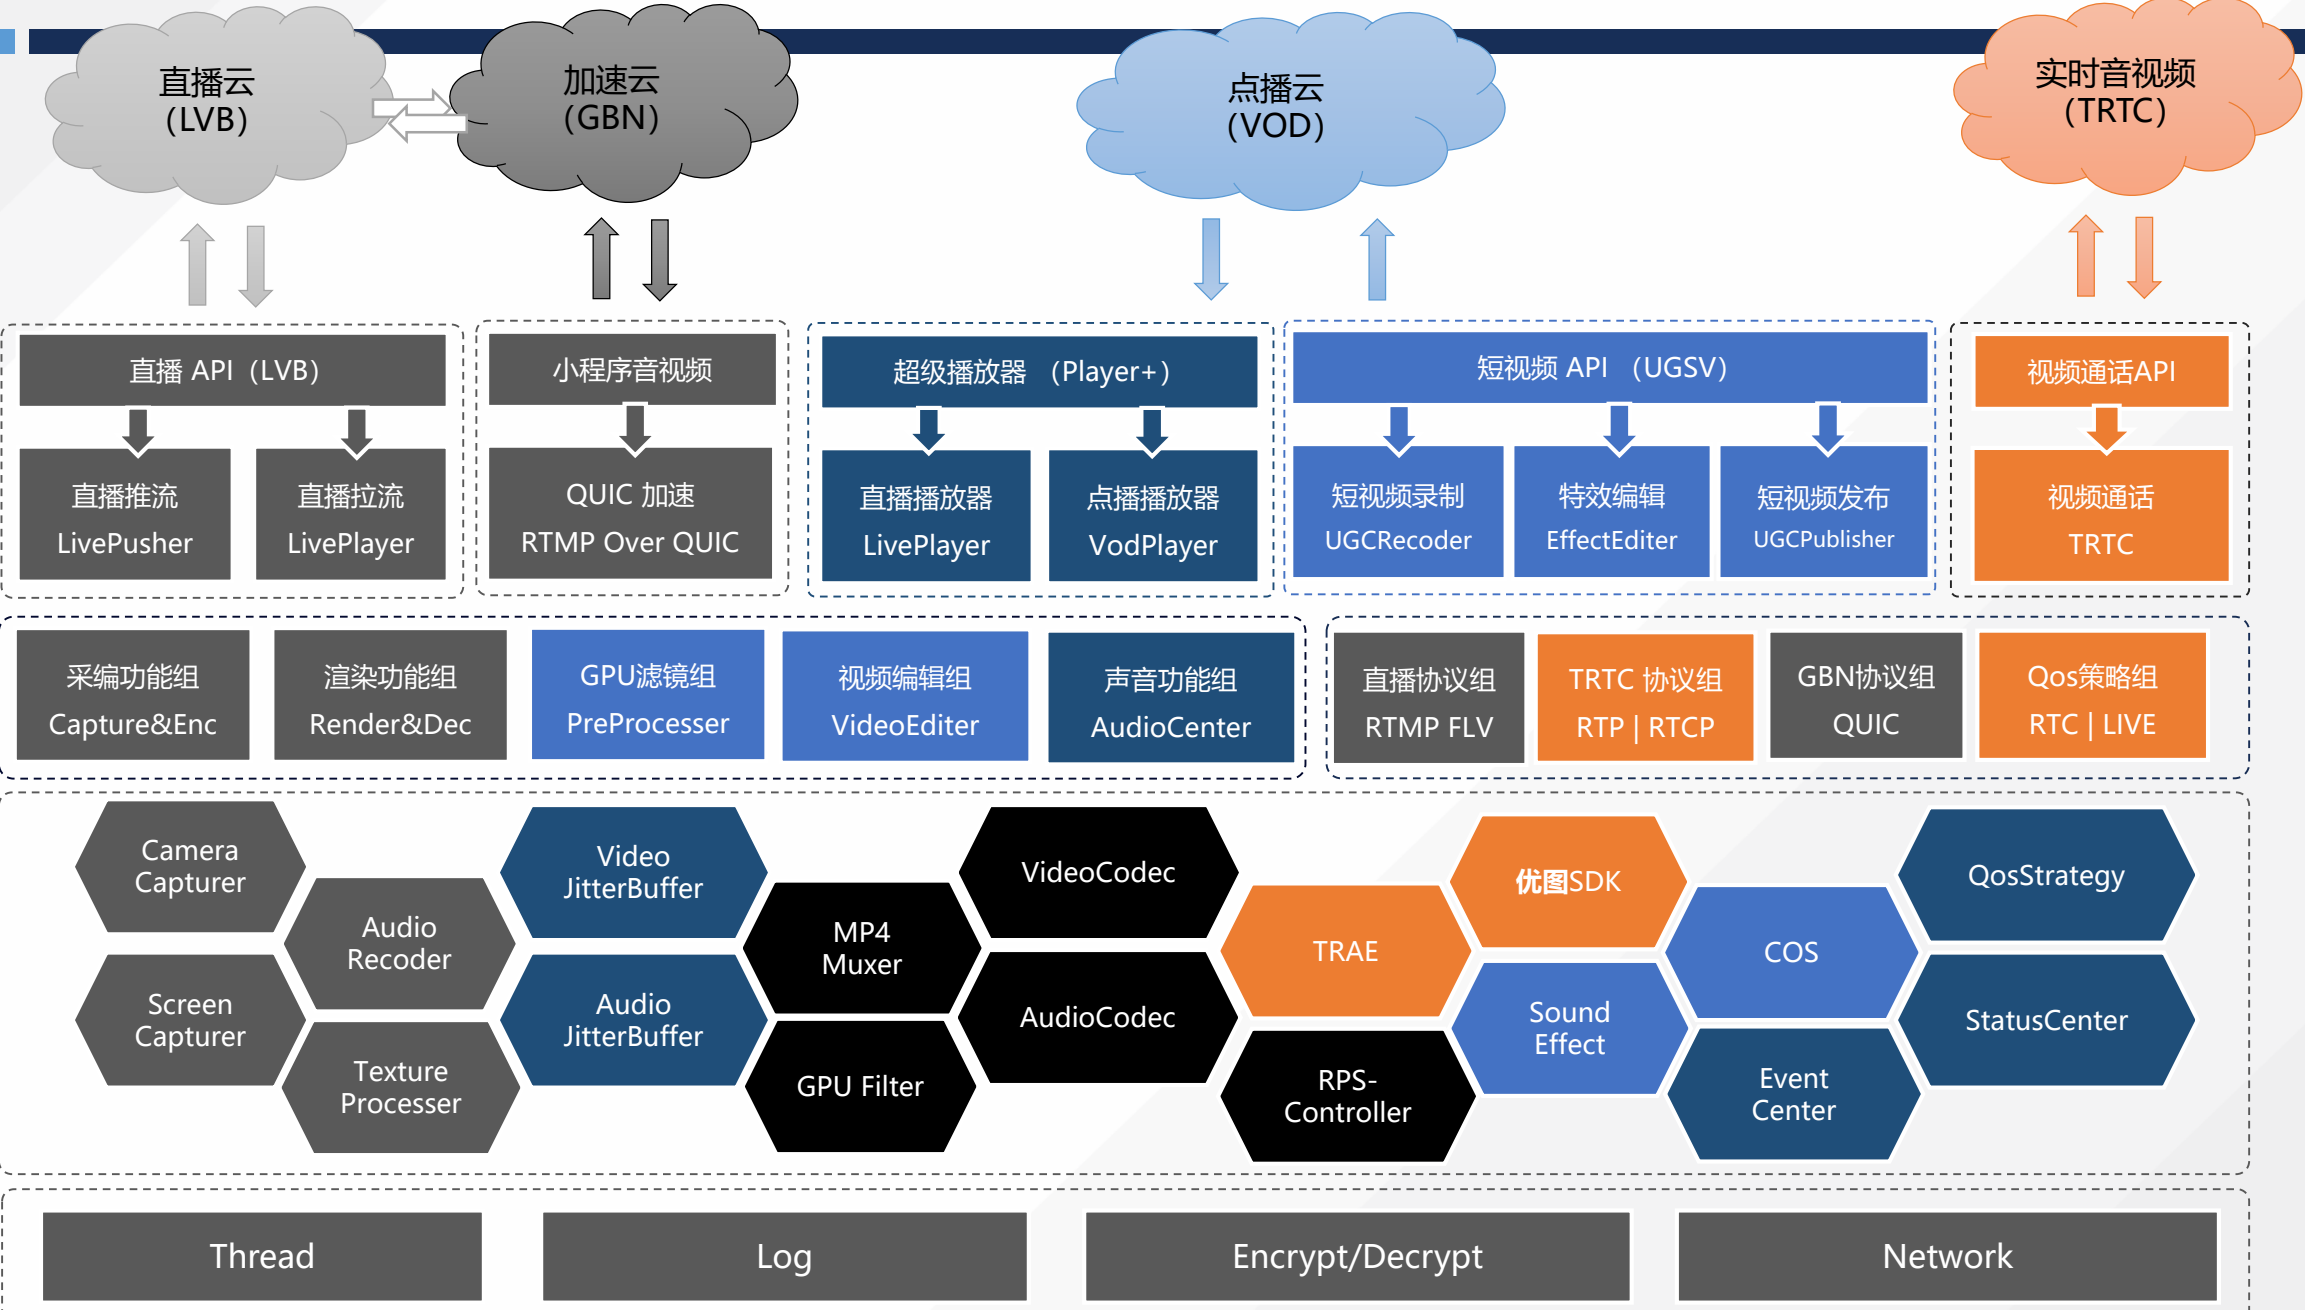 直播云
（LVB）
加速云
（GBN）
点播云
（VOD）
实时音视频
（TRTC）
直播 API（LVB）
小程序音视频
超级播放器 （Player+）
短视频 API （UGSV）
视频通话API
直播推流
LivePusher
直播拉流
LivePlayer
QUIC 加速
RTMP Over QUIC
直播播放器
LivePlayer
点播播放器
VodPlayer
短视频录制
UGCRecoder
特效编辑
EffectEditer
短视频发布
UGCPublisher
视频通话
TRTC
采编功能组
Capture&Enc
渲染功能组
Render&Dec
GPU滤镜组
PreProcesser
视频编辑组
VideoEditer
声音功能组
AudioCenter
直播协议组
RTMP FLV
TRTC 协议组
RTP | RTCP
GBN协议组
QUIC
Qos策略组
RTC | LIVE
Camera
Capturer
Audio
Recoder
Screen
Capturer
Texture
Processer
Video
JitterBuffer
Audio
JitterBuffer
MP4
Muxer
GPU Filter
VideoCodec
AudioCodec
TRAE
RPS-
Controller
优图SDK
Sound
Effect
COS
Event
Center
QosStrategy
StatusCenter
Thread
Log
Encrypt/Decrypt
Network